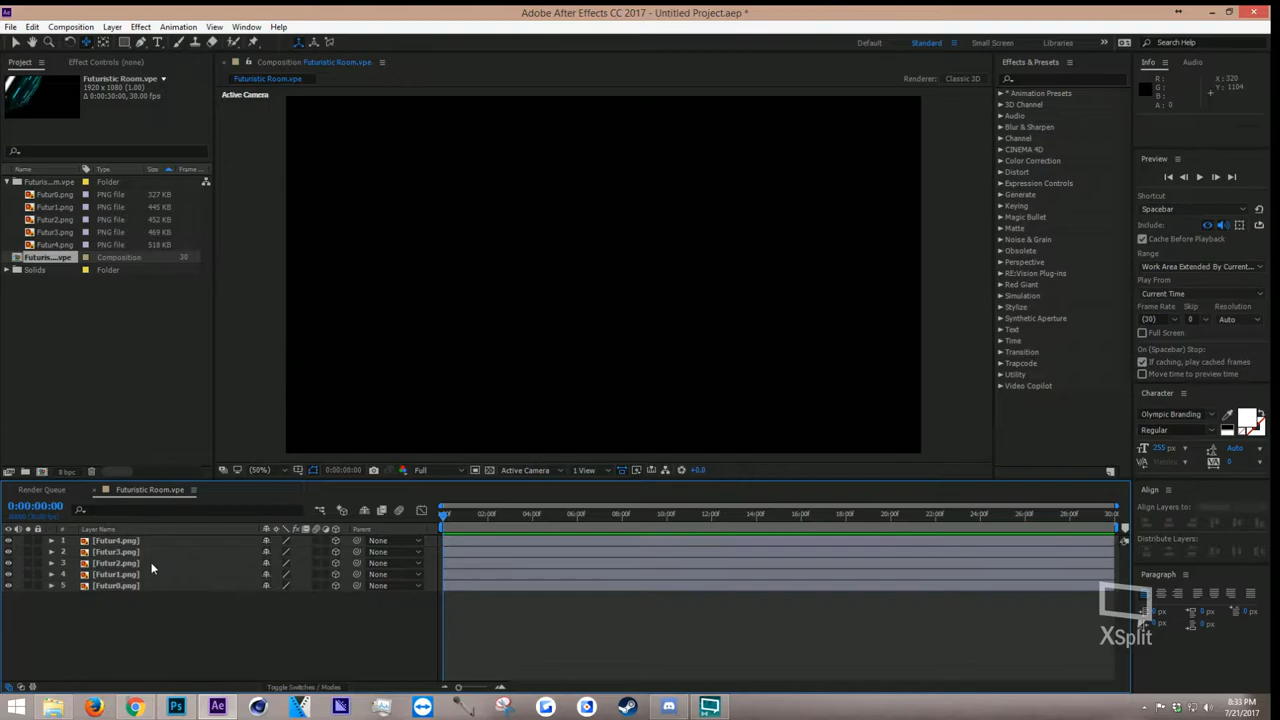 Adobe After Effects CC 2017 - Untitled Project.aep *
File Edit Composition Layer Effect Animation View Window Help
Default Standard Small Screen Libraries Search Help
Project Effect Controls (none)
Composition Futuristic Room.vpe
Effects & Presets
Info Audio
Futuristic Room.vpe
1920 x 1080 (1.00)
Δ 0:00:30:00, 30.00 fps
Futuristic Room.vpe
Renderer: Classic 3D
Active Camera
R :
G :
B :
A : 0
X : 320
Y : 1104
* Animation Presets
3D Channel
Audio
Blur & Sharpen
Channel
CINEMA 4D
Color Correction
Distort
Expression Controls
Generate
Keying
Magic Bullet
Matte
Noise & Grain
Obsolete
Perspective
RE:Vision Plug-ins
Red Giant
Simulation
Stylize
Synthetic Aperture
Text
Time
Transition
Trapcode
Utility
Video Copilot
Name Type Size Frame ...
Futuris...m.vpe Folder
Futur0.png PNG file 327 KB
Futur1.png PNG file 445 KB
Futur2.png PNG file 452 KB
Futur3.png PNG file 469 KB
Futur4.png PNG file 518 KB
Futuris....vpe Composition 30
Solids Folder
8 bpc
Preview
Shortcut
Spacebar
Include:
Cache Before Playback
Range
Work Area Extended By Current...
Play From
Current Time
Frame Rate Skip Resolution
(30) 0 Auto
Full Screen
On (Spacebar) Stop:
If caching, play cached frames
Move time to preview time
Character
Olympic Branding
Regular
255 px Auto
Metrics 0
(50%) 0:00:00:00 Full Active Camera 1 View +0.0
Render Queue Futuristic Room.vpe
0:00:00:00
00000 (30.00 fps)
02:00f 04:00f 06:00f 08:00f 10:00f 12:00f 14:00f 16:00f 18:00f 20:00f 22:00f 24:00f 26:00f 28:00f 30:0
# Layer Name Parent
1 [Futur4.png] None
2 [Futur3.png] None
3 [Futur2.png] None
4 [Futur1.png] None
5 [Futur0.png] None
Toggle Switches / Modes
Align
Align Layers to:
Distribute Layers:
Paragraph
0 px 0 px 0 px
0 px 0 px
XSplit
8:33 PM
7/21/2017